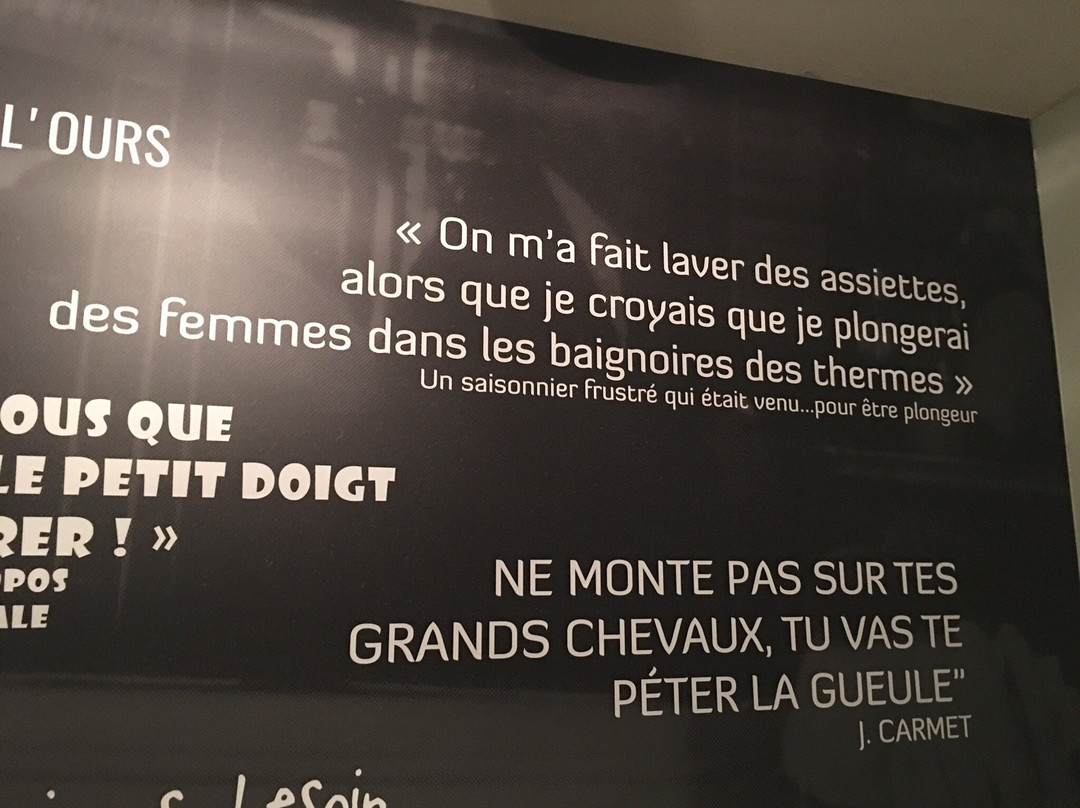 L'OURS
« On m'a fait laver des assiettes,
alors que je croyais que je plongerai
des femmes dans les baignoires des thermes »
Un saisonnier frustré qui était venu...pour être plongeur
OUS QUE
LE PETIT DOIGT
RER ! »
POS
ALE
NE MONTE PAS SUR TES
GRANDS CHEVAUX, TU VAS TE
PÉTER LA GUEULE”
J. CARMET